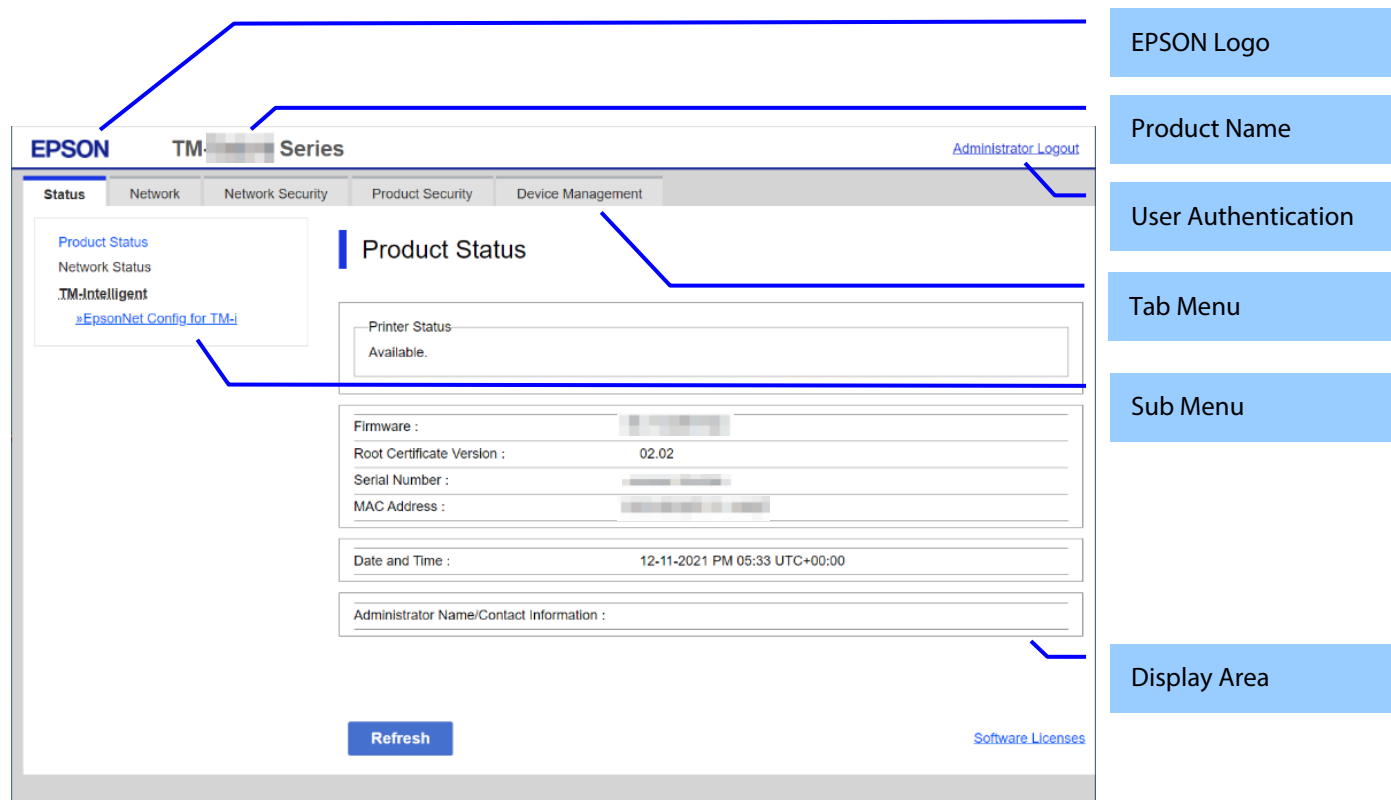 EPSON Logo
Product Name
EPSON TM- Series
Administrator Logout
User Authentication
Status Network Network Security Product Security Device Management
Product Status
Network Status
TM-Intelligent
»EpsonNet Config for TM-i
Product Status
Tab Menu
Printer Status
Available.
Sub Menu
Firmware :
Root Certificate Version : 02.02
Serial Number :
MAC Address :
Date and Time : 12-11-2021 PM 05:33 UTC+00:00
Administrator Name/Contact Information :
Display Area
Refresh
Software Licenses